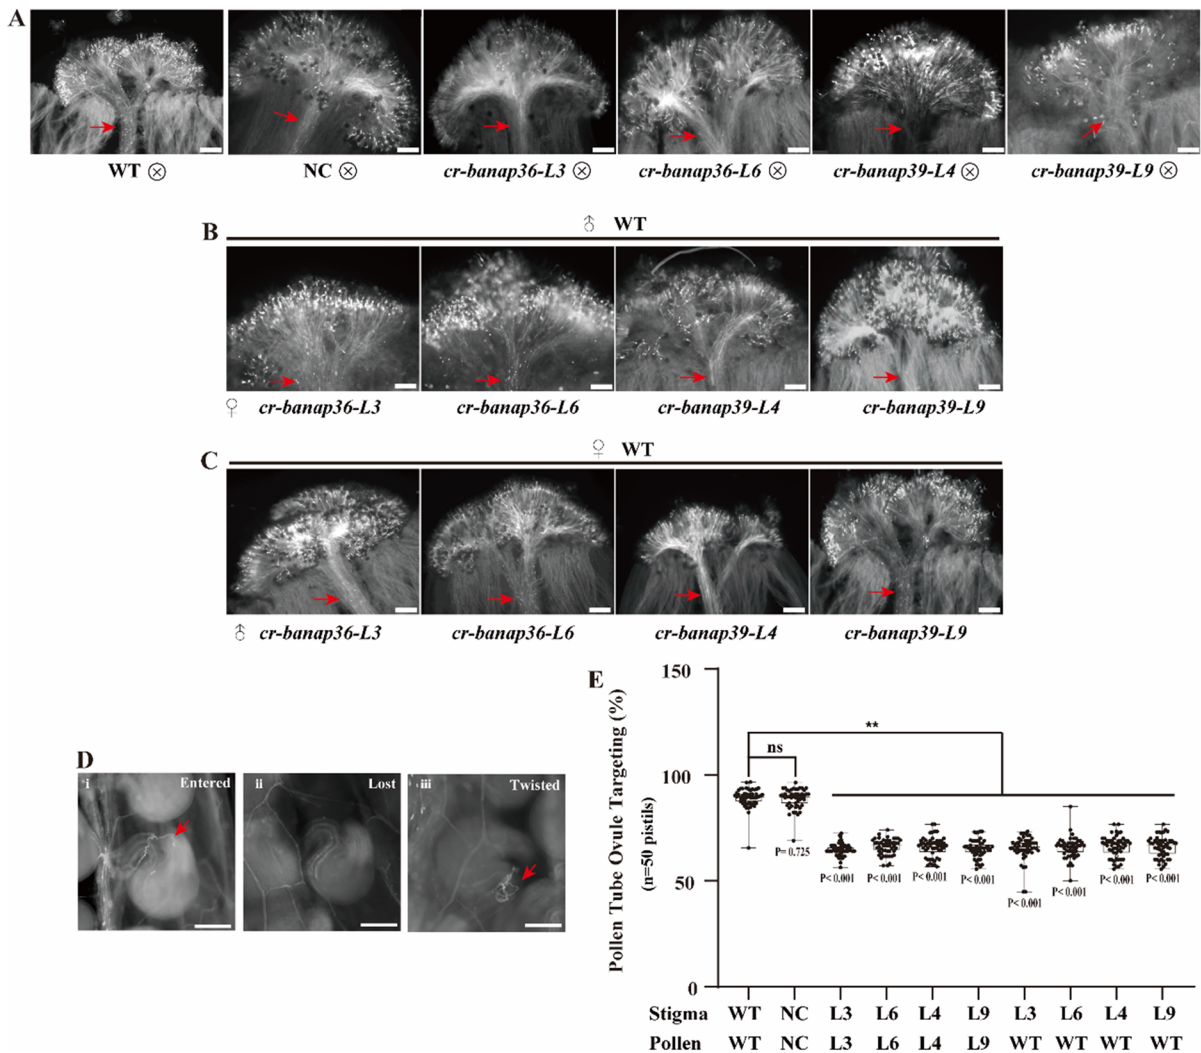 A
WT ⊗ NC ⊗ cr-banap36-L3 ⊗ cr-banap36-L6 ⊗ cr-banap39-L4 ⊗ cr-banap39-L9 ⊗
♂ WT
B
♀ cr-banap36-L3 cr-banap36-L6 cr-banap39-L4 cr-banap39-L9
♀ WT
C
♂ cr-banap36-L3 cr-banap36-L6 cr-banap39-L4 cr-banap39-L9
D
i Entered ii Lost iii Twisted
E
Pollen Tube Ovule Targeting (%)
(n=50 pistils)
150
100
50
0
**
ns
P= 0.725 P< 0.001 P< 0.001 P< 0.001 P< 0.001 P< 0.001 P< 0.001 P< 0.001 P< 0.001
Stigma WT NC L3 L6 L4 L9 L3 L6 L4 L9
Pollen WT NC L3 L6 L4 L9 WT WT WT WT